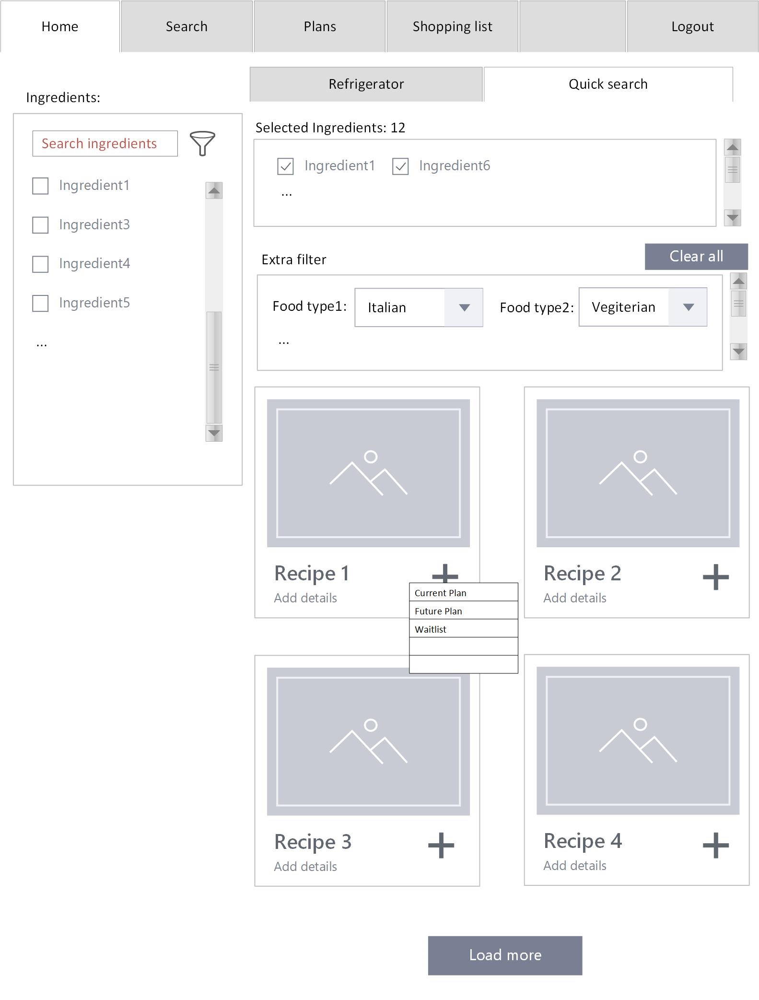 Home
Search
Plans
Shopping list
Logout
Refrigerator
Quick search
Ingredients:
Search ingredients
Ingredient1
Ingredient3
Ingredient4
Ingredient5
...
Selected Ingredients: 12
Ingredient1
Ingredient6
...
Extra filter
Clear all
Food type1:
Italian
Food type2:
Vegiterian
...
Recipe 1
Add details
Current Plan
Future Plan
Waitlist
Recipe 2
Add details
Recipe 3
Add details
Recipe 4
Add details
Load more